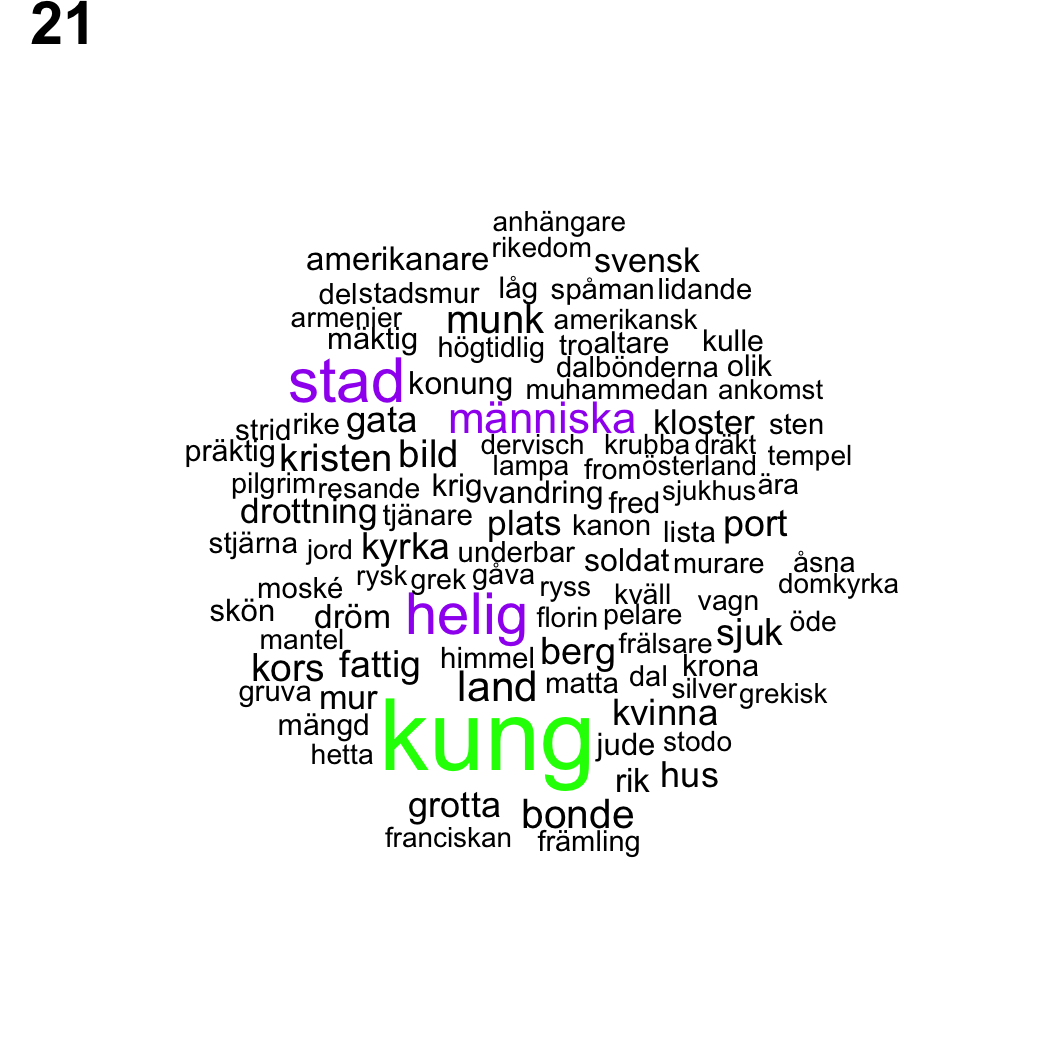 21
anhängare
amerikanare rikedom svensk
del stadsmur låg spåman lidande
armenier munk amerikansk
mäktig högtidlig tro altare kulle
dalbönderna olik
stad konung muhammedan ankomst
strid rike gata människa kloster sten
präktig kristen bild dervisch krubba dräkt tempel
lampa from österland
pilgrim resande krig vandring fred sjukhus ära
drottning tjänare plats kanon lista port
stjärna jord kyrka underbar soldat murare åsna
moské rysk grek gåva ryss kväll domkyrka
skön dröm helig florin pelare vagn öde
mantel frälsare sjuk
kors fattig himmel berg krona
gruva mur land matta dal silver grekisk
mängd kung kvinna
hetta jude stodo
rik hus
grotta bonde
franciskan främling